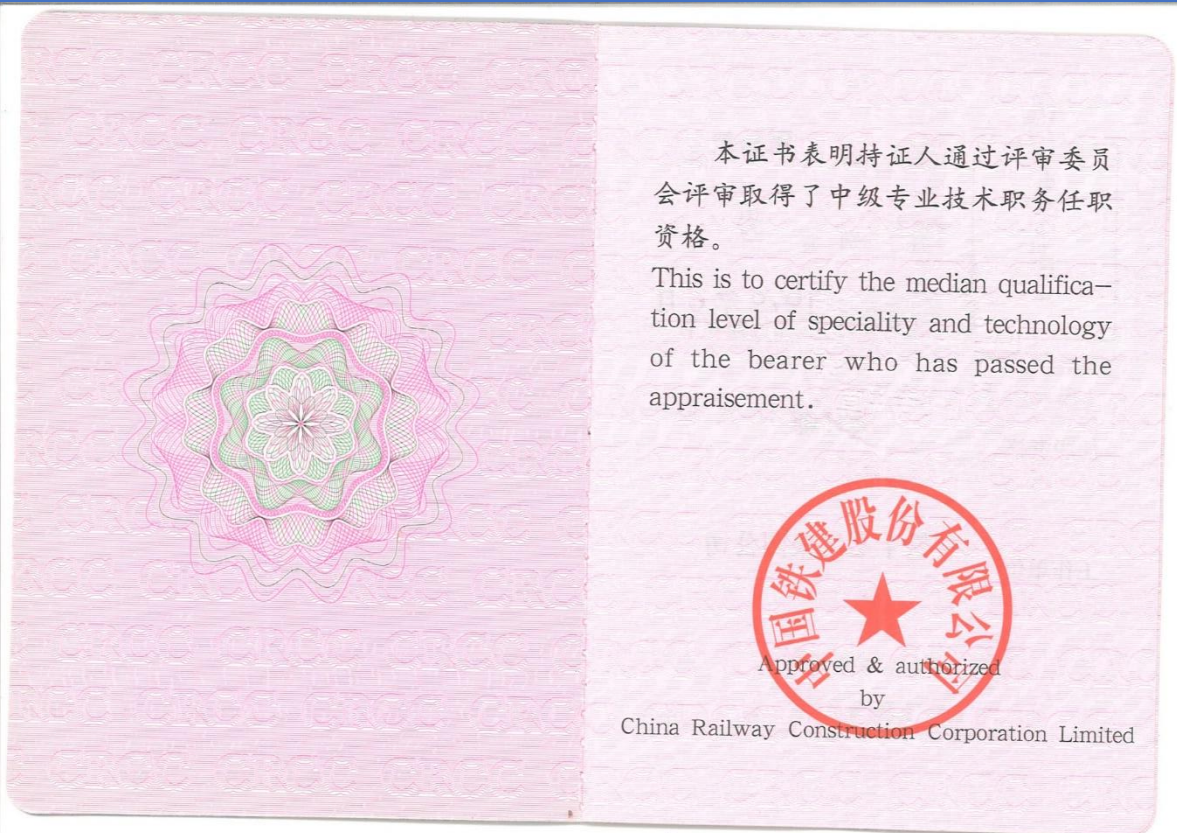 本证书表明持证人通过评审委员
会评审取得了中级专业技术职务任职
资格。
This is to certify the median qualifica-
tion level of speciality and technology
of the bearer who has passed the
appraisement.
中国铁建股份有限公司
Approved & authorized
by
China Railway Construction Corporation Limited
CRCC CRCC CRCC